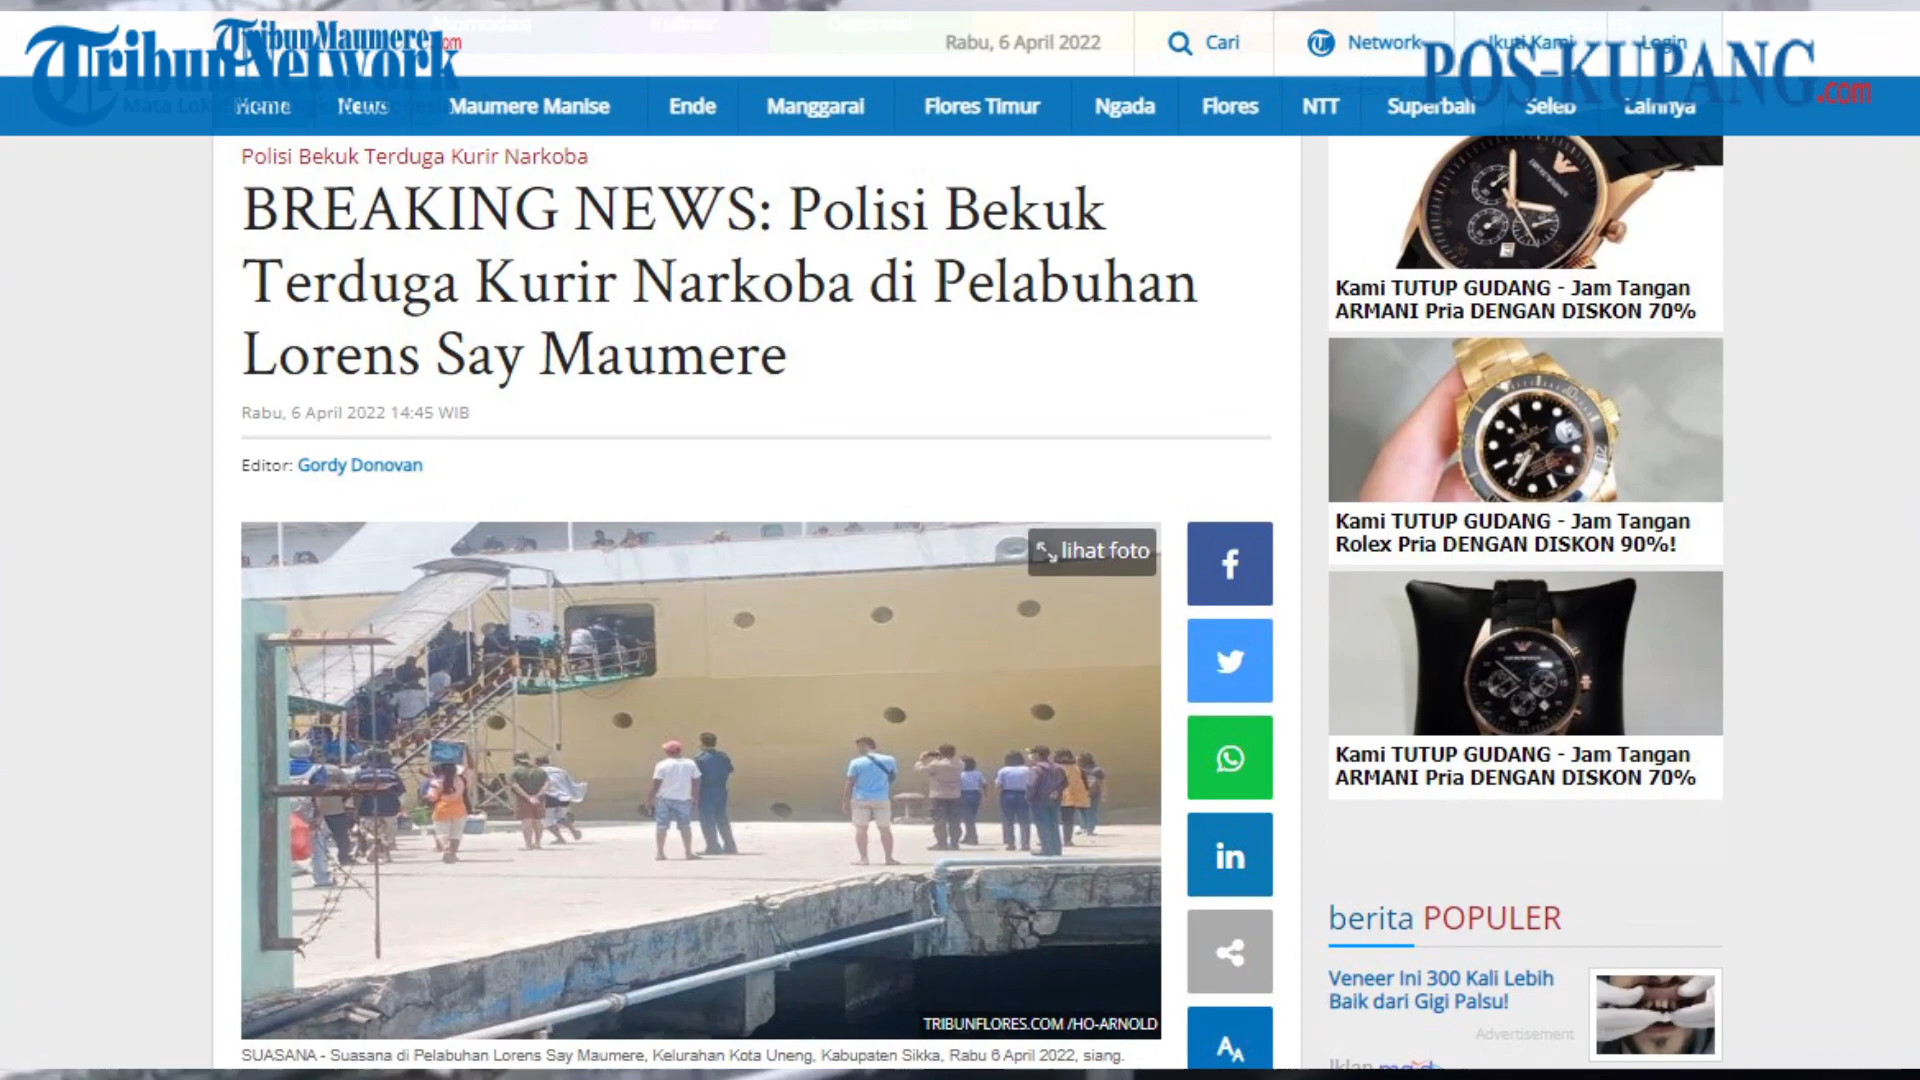 TribunNetwork
TribunMaumere.com
Rabu, 6 April 2022
Cari
Network
Ikuti Kami
Login
POS-KUPANG.com
Home
News
Maumere Manise
Ende
Manggarai
Flores Timur
Ngada
Flores
NTT
Superball
Seleb
Lainnya
Polisi Bekuk Terduga Kurir Narkoba
BREAKING NEWS: Polisi Bekuk
Terduga Kurir Narkoba di Pelabuhan
Lorens Say Maumere
Rabu, 6 April 2022 14:45 WIB
Editor: Gordy Donovan
lihat foto
TRIBUNFLORES.COM /HO-ARNOLD
SUASANA - Suasana di Pelabuhan Lorens Say Maumere, Kelurahan Kota Uneng, Kabupaten Sikka, Rabu 6 April 2022, siang.
Kami TUTUP GUDANG - Jam Tangan
ARMANI Pria DENGAN DISKON 70%
Kami TUTUP GUDANG - Jam Tangan
Rolex Pria DENGAN DISKON 90%!
Kami TUTUP GUDANG - Jam Tangan
ARMANI Pria DENGAN DISKON 70%
berita POPULER
Veneer Ini 300 Kali Lebih
Baik dari Gigi Palsu!
Advertisement